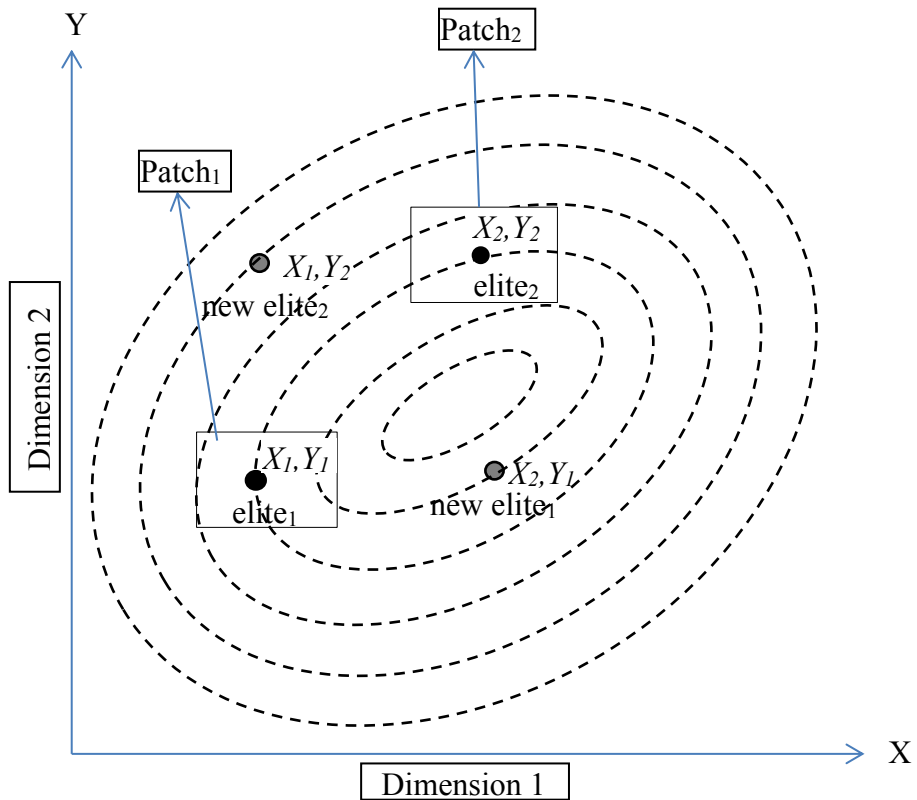 Y
Patch₂
Patch₁
X₂,Y₂
elite₂
X₁,Y₂
new elite₂
Dimension 2
X₁,Y₁
elite₁
X₂,Y₁
new elite₁
X
Dimension 1